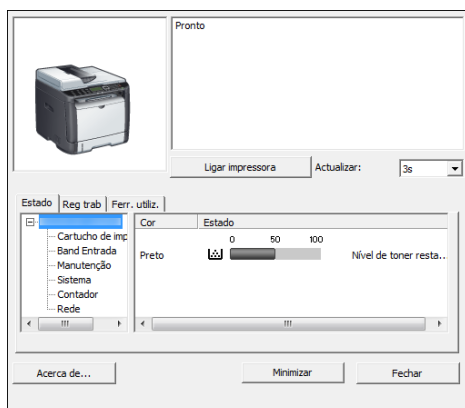 Pronto
Ligar impressora
Actualizar:
3s
Estado
Reg trab
Ferr. utiliz.
Cor
Estado
Cartucho de imp
Band Entrada
Manutenção
Sistema
Contador
Rede
0 50 100
Preto
Nível de toner resta...
Acerca de...
Minimizar
Fechar